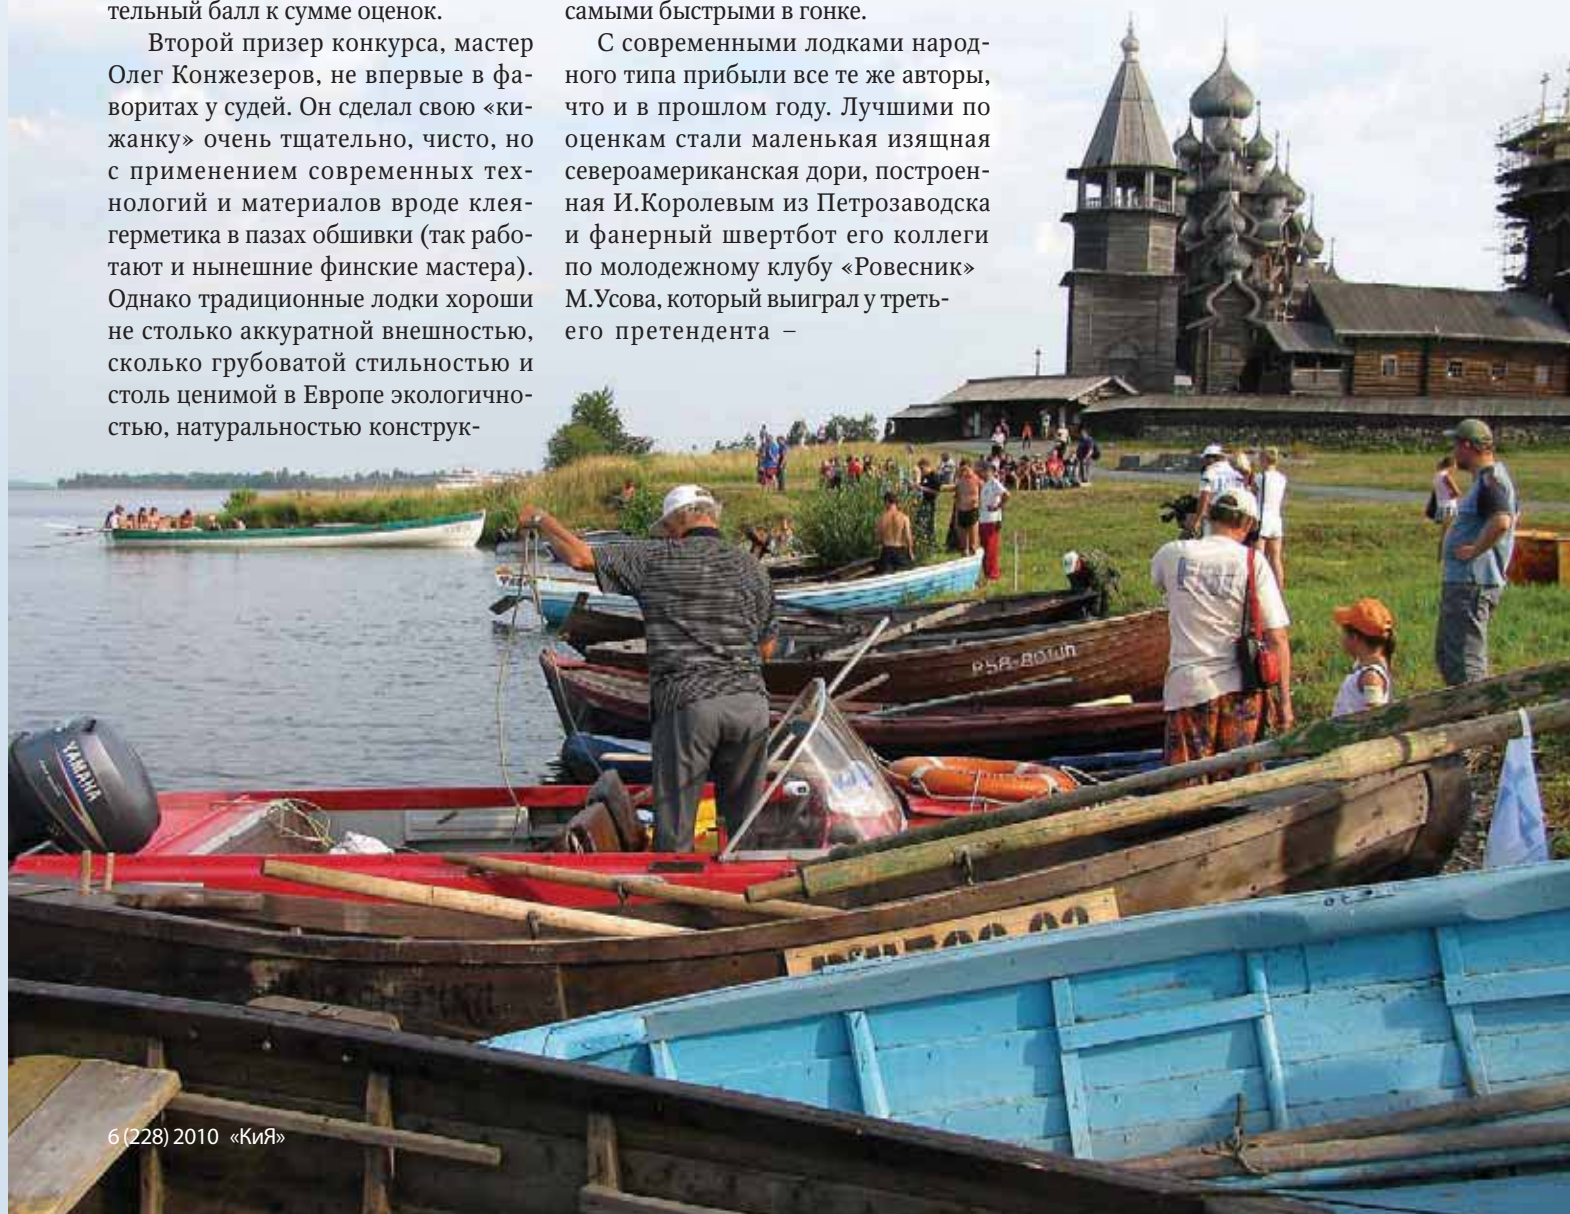 тельный балл к сумме оценок.
Второй призер конкурса, мастер
Олег Конжезеров, не впервые в фа-
воритах у судей. Он сделал свою «ки-
жанку» очень тщательно, чисто, но
с применением современных тех-
нологий и материалов вроде клея-
герметика в пазах обшивки (так рабо-
тают и нынешние финские мастера).
Однако традиционные лодки хороши
не столько аккуратной внешностью,
сколько грубоватой стильностью и
столь ценимой в Европе экологично-
стью, натуральностью конструк-
самыми быстрыми в гонке.
С современными лодками народ-
ного типа прибыли все те же авторы,
что и в прошлом году. Лучшими по
оценкам стали маленькая изящная
североамериканская дори, построен-
ная И.Королевым из Петрозаводска
и фанерный швертбот его коллеги
по молодежному клубу «Ровесник»
М.Усова, который выиграл у треть-
его претендента –
YAMAHA
6 (228) 2010 «КиЯ»